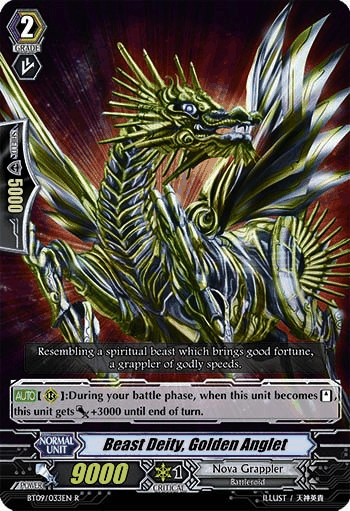 2
GRADE
SHIELD
5000
Resembling a spiritual beast which brings good fortune,
a grappler of godly speeds.
AUTO :During your battle phase, when this unit becomes
this unit gets +3000 until end of turn.
NORMAL
UNIT
Beast Deity, Golden Anglet
POWER
9000
1
CRITICAL
Nova Grappler
Battleroid
BT09/033EN R
ILLUST / 天神英貴